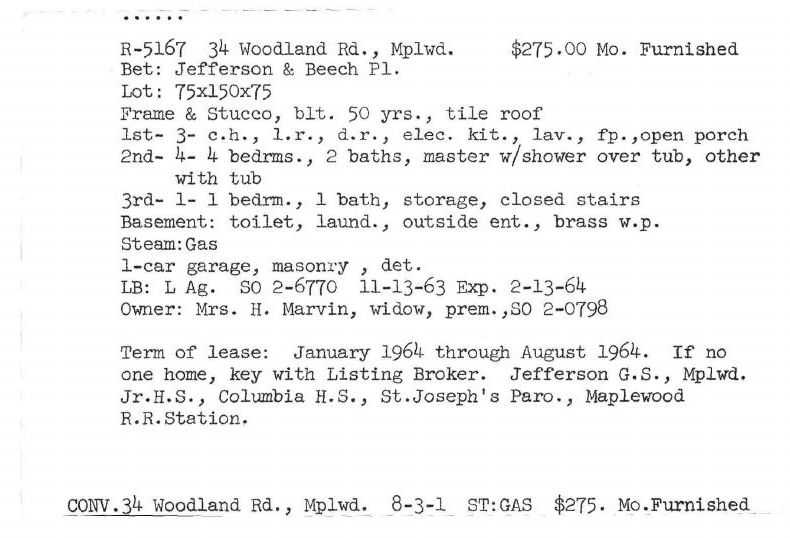 R-5167 34 Woodland Rd., Mplwd. $275.00 Mo. Furnished
Bet: Jefferson & Beech Pl.
Lot: 75x150x75
Frame & Stucco, blt. 50 yrs., tile roof
1st- 3- c.h., l.r., d.r., elec. kit., lav., fp.,open porch
2nd- 4- 4 bedrms., 2 baths, master w/shower over tub, other
with tub
3rd- 1- 1 bedrm., 1 bath, storage, closed stairs
Basement: toilet, laund., outside ent., brass w.p.
Steam:Gas
1-car garage, masonry , det.
LB: L Ag. SO 2-6770 11-13-63 Exp. 2-13-64
Owner: Mrs. H. Marvin, widow, prem.,SO 2-0798
Term of lease: January 1964 through August 1964. If no
one home, key with Listing Broker. Jefferson G.S., Mplwd.
Jr.H.S., Columbia H.S., St.Joseph's Paro., Maplewood
R.R.Station.
CONV.34 Woodland Rd., Mplwd. 8-3-1 ST:GAS $275. Mo.Furnished